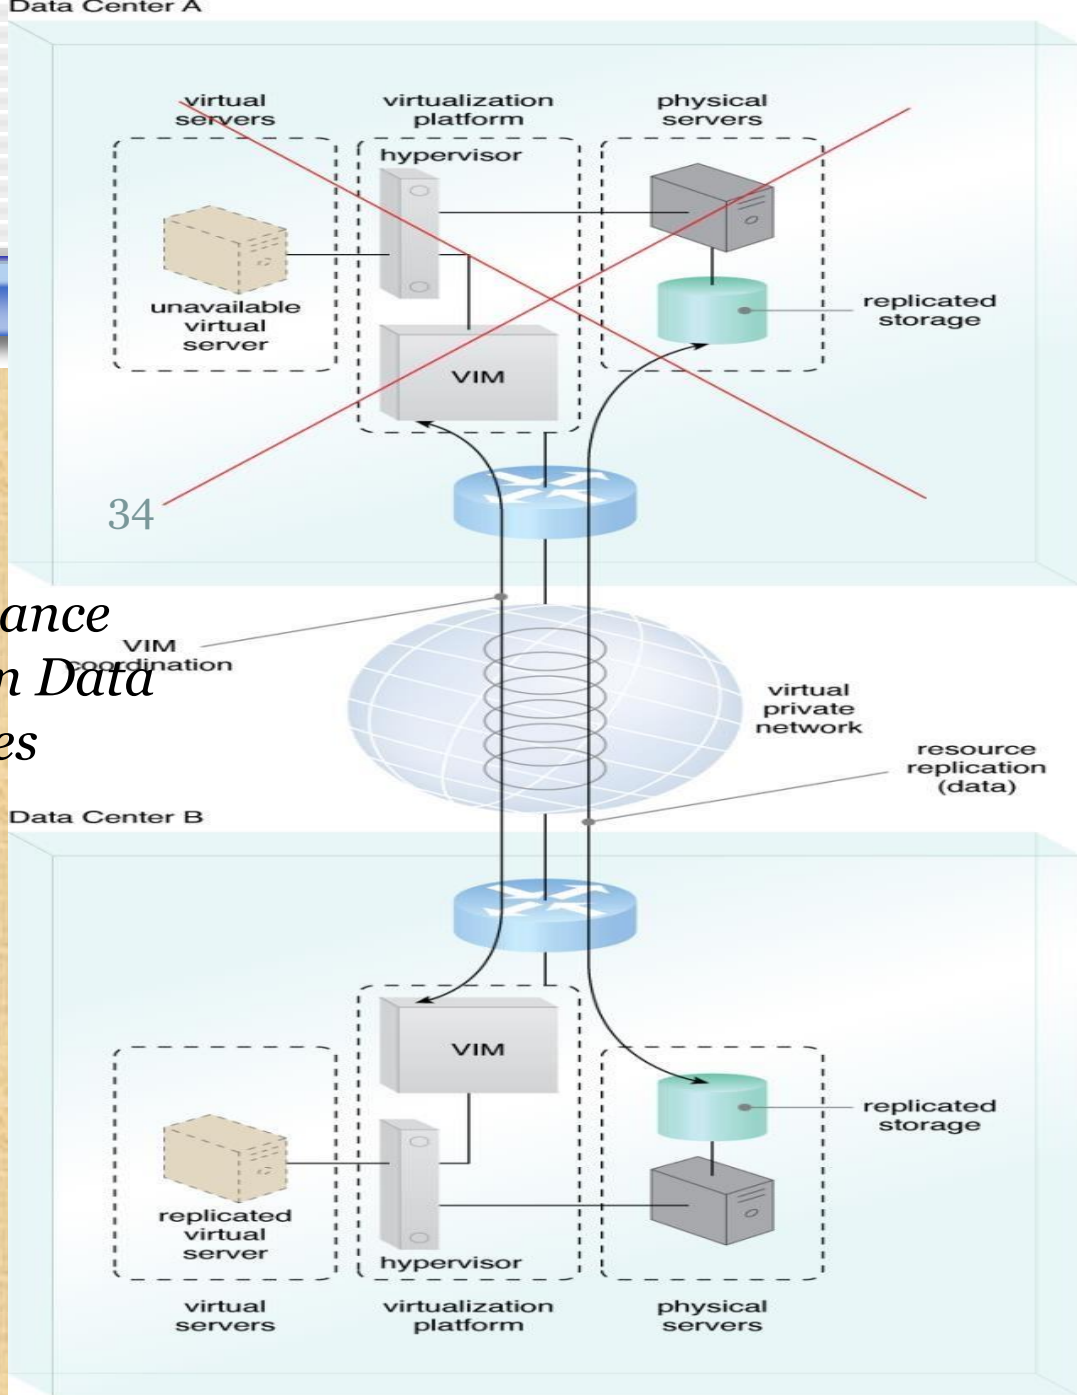 Data Center A
virtual
servers
virtualization
platform
physical
servers
hypervisor
unavailable
virtual
server
VIM
replicated
storage
34
ance
VIM
coordination
n Data
es
virtual
private
network
resource
replication
(data)
Data Center B
VIM
replicated
storage
replicated
virtual
server
hypervisor
virtual
servers
virtualization
platform
physical
servers